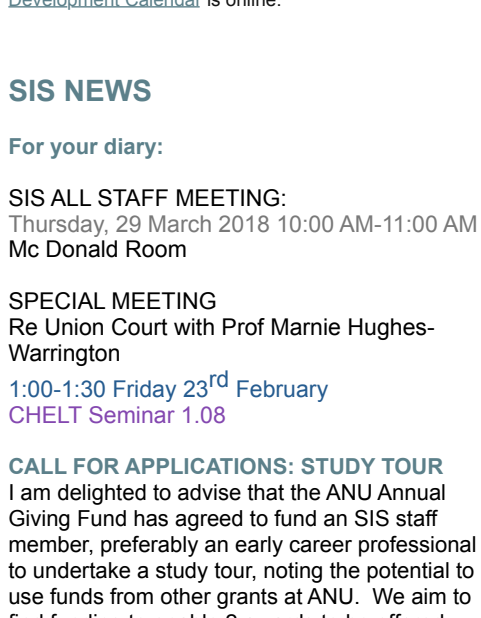 Development Calendar is online.
SIS NEWS
For your diary:
SIS ALL STAFF MEETING:
Thursday, 29 March 2018 10:00 AM-11:00 AM
Mc Donald Room
SPECIAL MEETING
Re Union Court with Prof Marnie Hughes-
Warrington
1:00-1:30 Friday 23rd February
CHELT Seminar 1.08
CALL FOR APPLICATIONS: STUDY TOUR
I am delighted to advise that the ANU Annual
Giving Fund has agreed to fund an SIS staff
member, preferably an early career professional
to undertake a study tour, noting the potential to
use funds from other grants at ANU.  We aim to